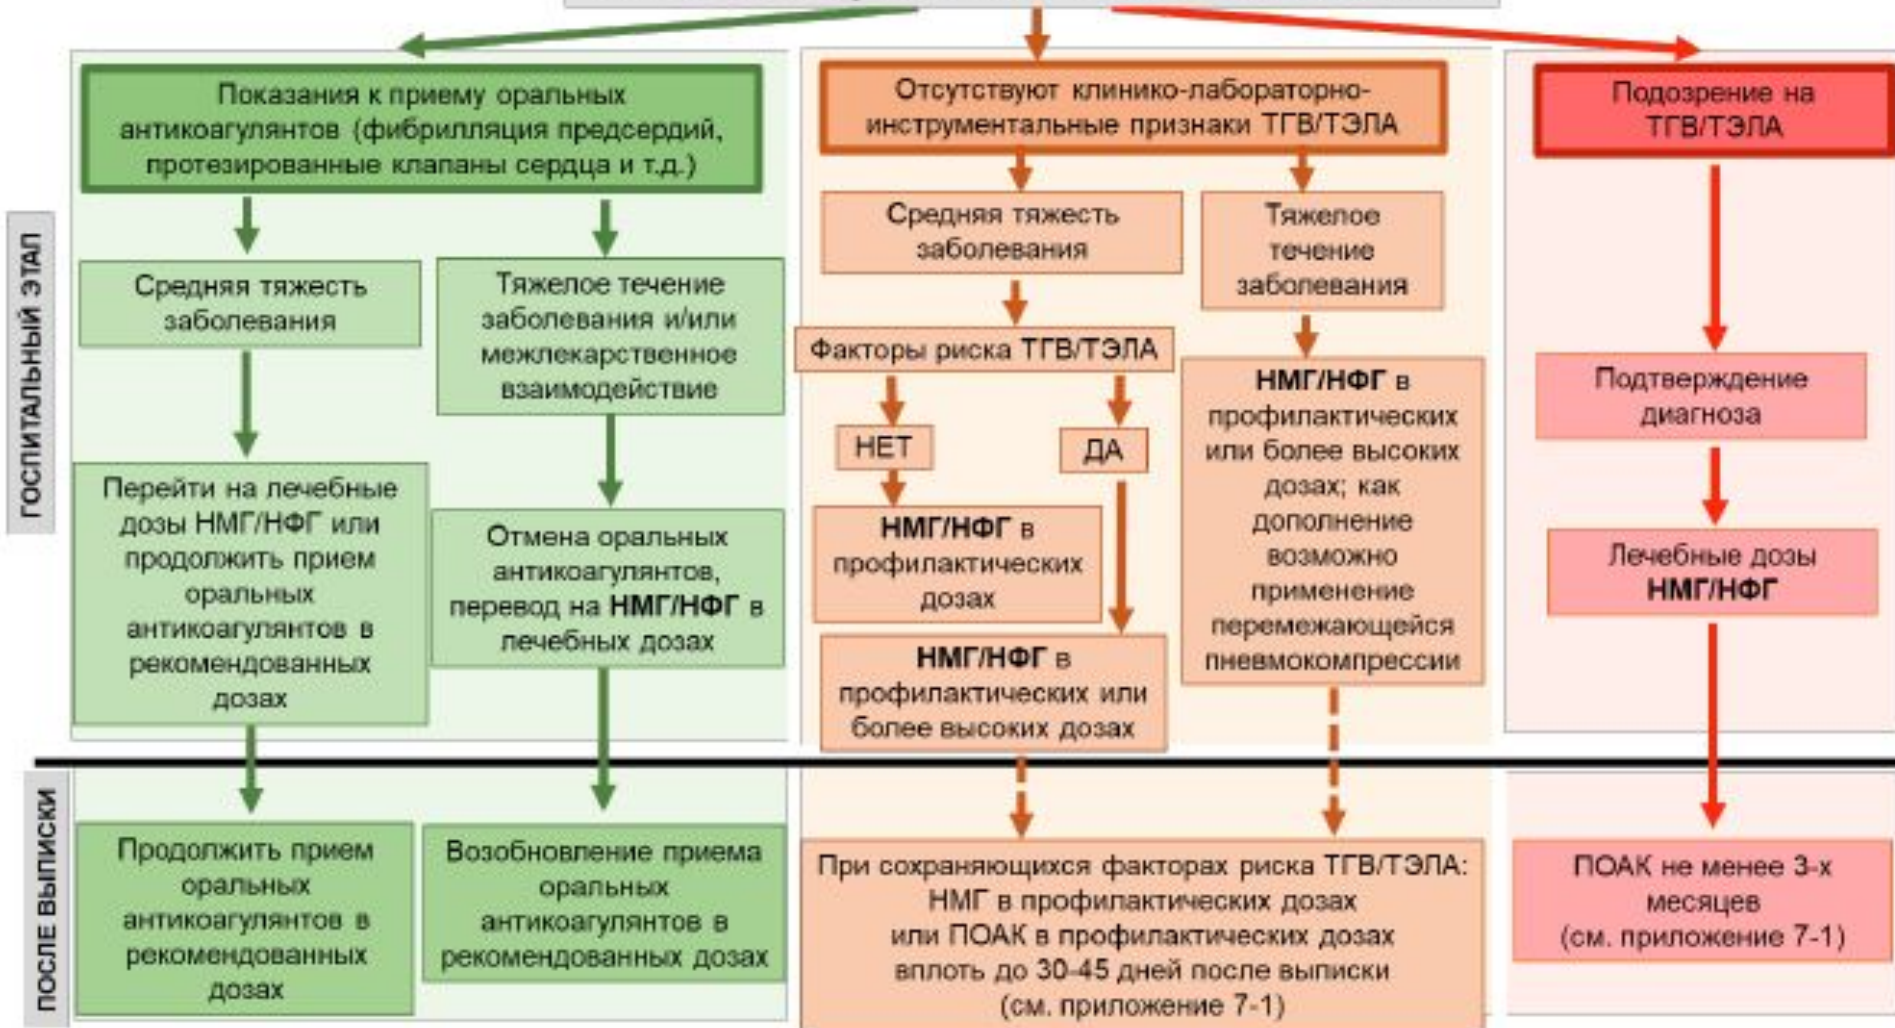 Показания к приему оральных
антикоагулянтов (фибрилляция предсердий,
протезированные клапаны сердца и т.д.)
Отсутствуют клинико-лабораторно-
инструментальные признаки ТГВ/ТЭЛА
Подозрение на
ТГВ/ТЭЛА
ГОСПИТАЛЬНЫЙ ЭТАП
Средняя тяжесть
заболевания
Тяжелое течение
заболевания и/или
межлекарственное
взаимодействие
Средняя тяжесть
заболевания
Тяжелое
течение
заболевания
Факторы риска ТГВ/ТЭЛА
НЕТ
ДА
Перейти на лечебные
дозы НМГ/НФГ или
продолжить прием
оральных
антикоагулянтов в
рекомендованных
дозах
Отмена оральных
антикоагулянтов,
перевод на НМГ/НФГ в
лечебных дозах
НМГ/НФГ в
профилактических
дозах
НМГ/НФГ в
профилактических или
более высоких дозах
НМГ/НФГ в
профилактических
или более высоких
дозах; как
дополнение
возможно
применение
перемежающейся
пневмокомпрессии
Подтверждение
диагноза
Лечебные дозы
НМГ/НФГ
ПОСЛЕ ВЫПИСКИ
Продолжить прием
оральных
антикоагулянтов в
рекомендованных
дозах
Возобновление приема
оральных
антикоагулянтов в
рекомендованных дозах
При сохраняющихся факторах риска ТГВ/ТЭЛА:
НМГ в профилактических дозах
или ПОАК в профилактических дозах
вплоть до 30-45 дней после выписки
(см. приложение 7-1)
ПОАК не менее 3-х
месяцев
(см. приложение 7-1)